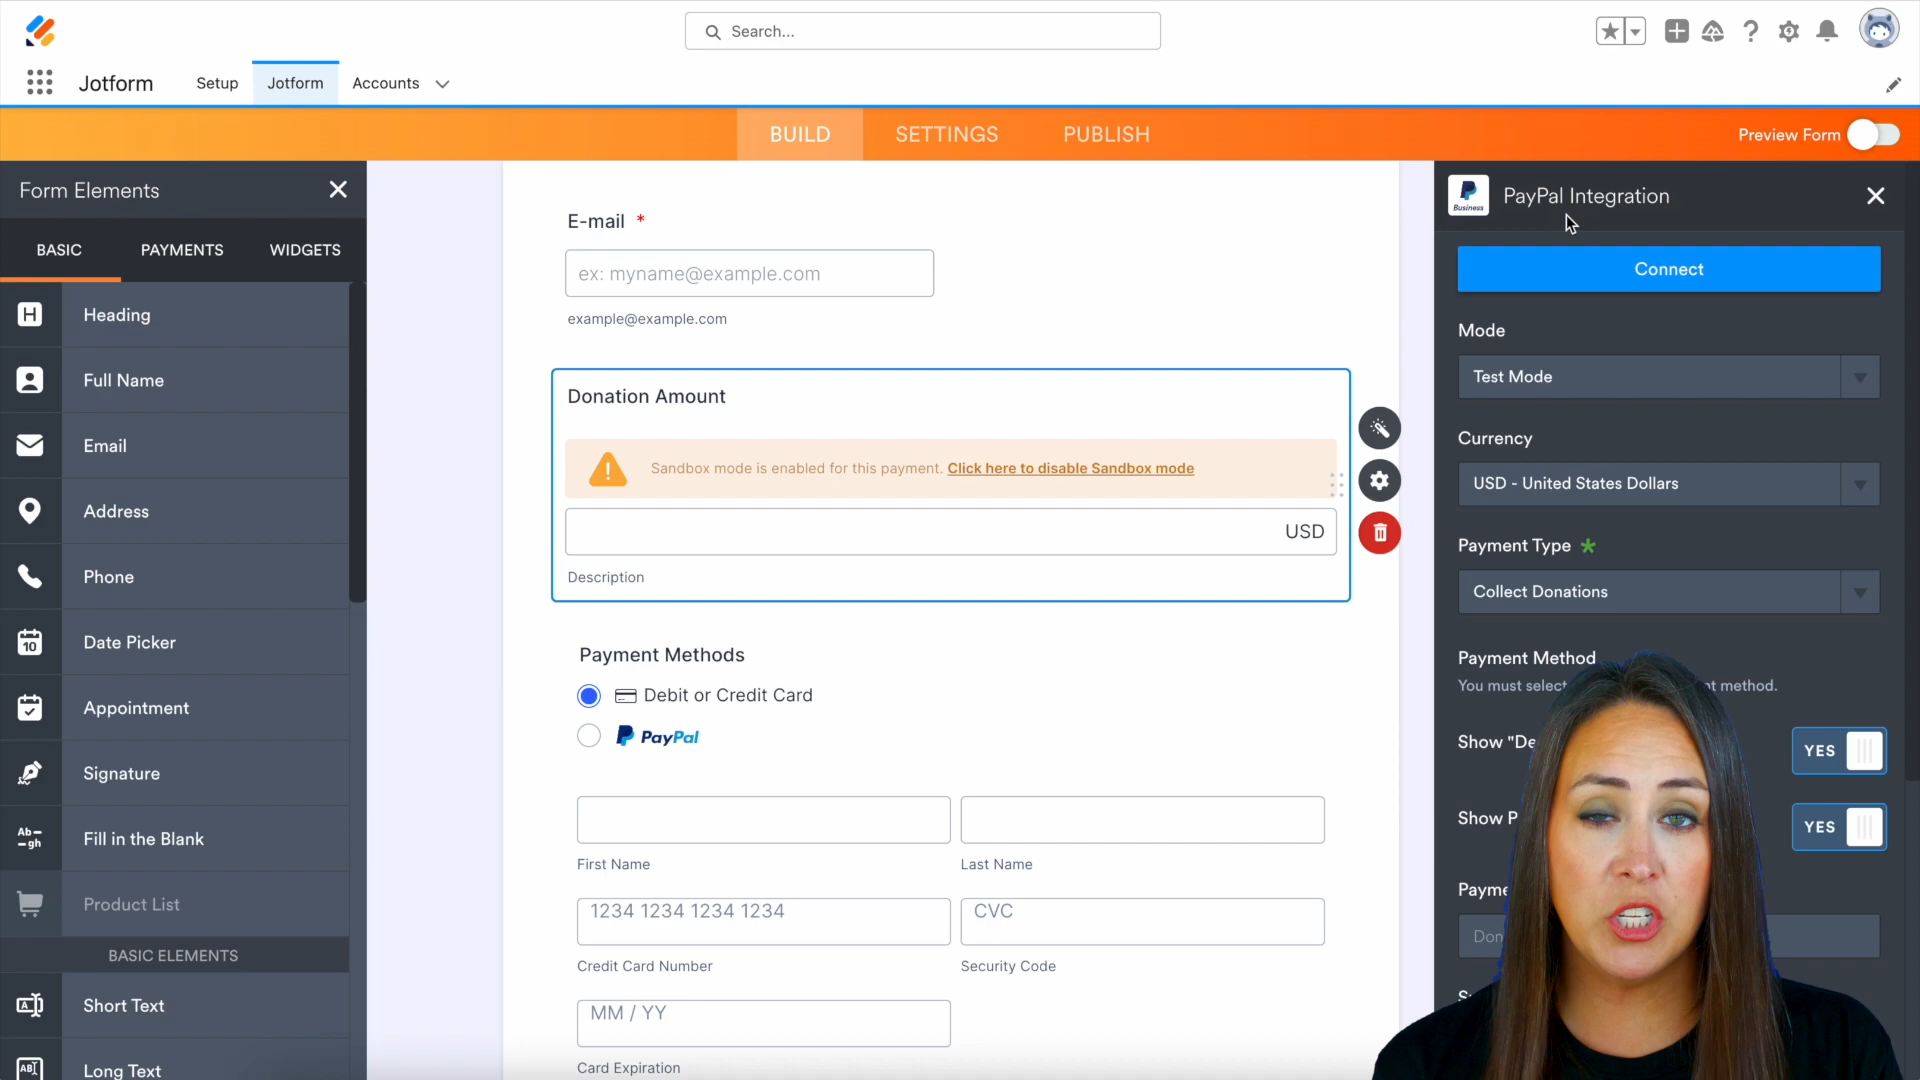 Search...
Jotform
Setup
Jotform
Accounts
BUILD
SETTINGS
PUBLISH
Preview Form
Form Elements
BASIC
PAYMENTS
WIDGETS
Heading
Full Name
Email
Address
Phone
10
Date Picker
Appointment
Signature
Fill in the Blank
Product List
BASIC ELEMENTS
Short Text
Long Text
E-mail *
ex: myname@example.com
example@example.com
Donation Amount
Sandbox mode is enabled for this payment. Click here to disable Sandbox mode
USD
Description
Payment Methods
Debit or Credit Card
PayPal
First Name
Last Name
1234 1234 1234 1234
CVC
Credit Card Number
Security Code
MM / YY
Card Expiration
Business
PayPal Integration
Connect
Mode
Test Mode
Currency
USD - United States Dollars
Payment Type *
Collect Donations
Payment Method
You must select
method.
Show
YES
Show
YES